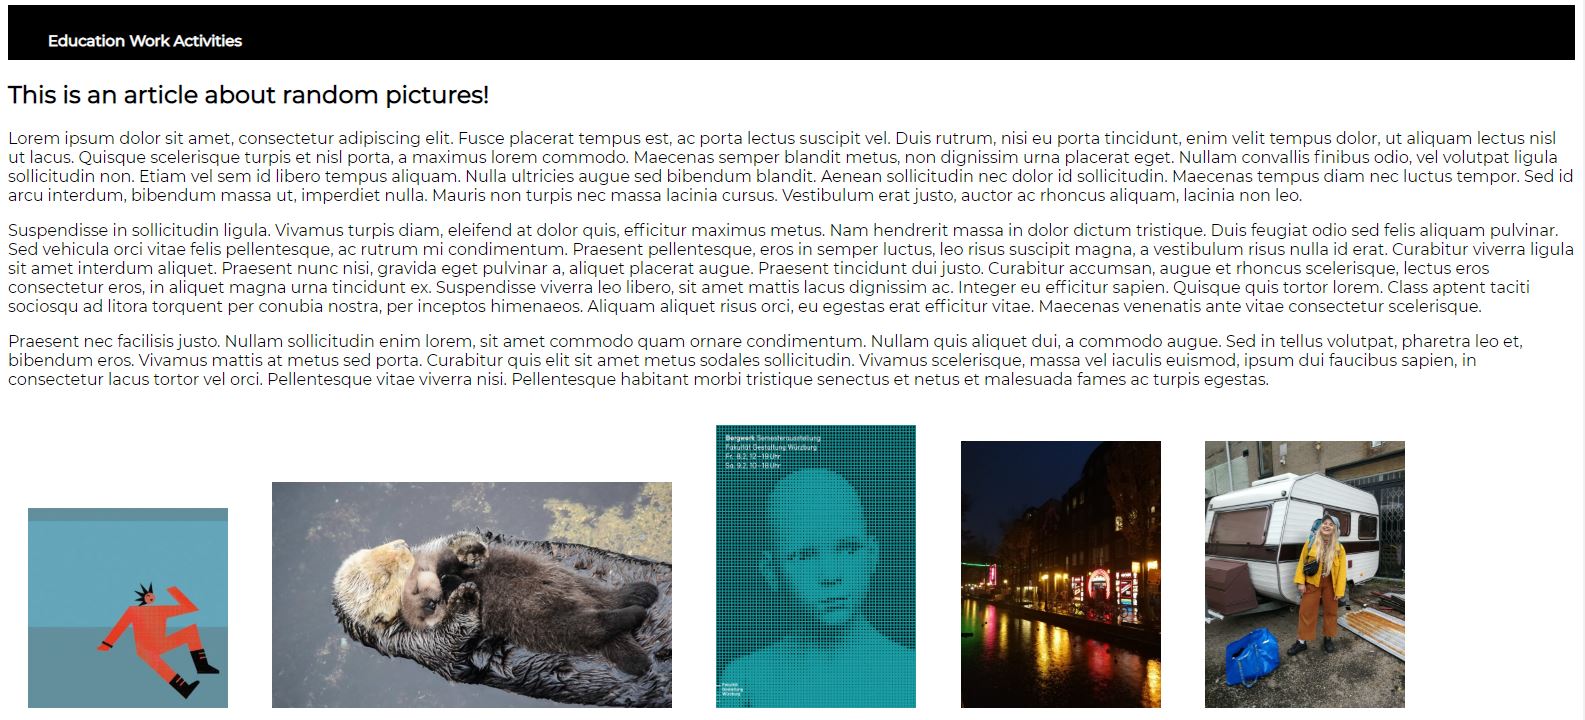 Education Work Activities
This is an article about random pictures!
Lorem ipsum dolor sit amet, consectetur adipiscing elit. Fusce placerat tempus est, ac porta lectus suscipit vel. Duis rutrum, nisi eu porta tincidunt, enim velit tempus dolor, ut aliquam lectus nisl
ut lacus. Quisque scelerisque turpis et nisl porta, a maximus lorem commodo. Maecenas semper blandit metus, non dignissim urna placerat eget. Nullam convallis finibus odio, vel volutpat ligula
sollicitudin non. Etiam vel sem id libero tempus aliquam. Nulla ultricies augue sed bibendum blandit. Aenean sollicitudin nec dolor id sollicitudin. Maecenas tempus diam nec luctus tempor. Sed id
arcu interdum, bibendum massa ut, imperdiet nulla. Mauris non turpis nec massa lacinia cursus. Vestibulum erat justo, auctor ac rhoncus aliquam, lacinia non leo.
Suspendisse in sollicitudin ligula. Vivamus turpis diam, eleifend at dolor quis, efficitur maximus metus. Nam hendrerit massa in dolor dictum tristique. Duis feugiat odio sed felis aliquam pulvinar.
Sed vehicula orci vitae felis pellentesque, ac rutrum mi condimentum. Praesent pellentesque, eros in semper luctus, leo risus suscipit magna, a vestibulum risus nulla id erat. Curabitur viverra ligula
sit amet interdum aliquet. Praesent nunc nisi, gravida eget pulvinar a, aliquet placerat augue. Praesent tincidunt dui justo. Curabitur accumsan, augue et rhoncus scelerisque, lectus eros
consectetur eros, in aliquet magna urna tincidunt ex. Suspendisse viverra leo libero, sit amet mattis lacus dignissim ac. Integer eu efficitur sapien. Quisque quis tortor lorem. Class aptent taciti
sociosqu ad litora torquent per conubia nostra, per inceptos himenaeos. Aliquam aliquet risus orci, eu egestas erat efficitur vitae. Maecenas venenatis ante vitae consectetur scelerisque.
Praesent nec facilisis justo. Nullam sollicitudin enim lorem, sit amet commodo quam ornare condimentum. Nullam quis aliquet dui, a commodo augue. Sed in tellus volutpat, pharetra leo et,
bibendum eros. Vivamus mattis at metus sed porta. Curabitur quis elit sit amet metus sodales sollicitudin. Vivamus scelerisque, massa vel iaculis euismod, ipsum dui faucibus sapien, in
consectetur lacus tortor vel orci. Pellentesque vitae viverra nisi. Pellentesque habitant morbi tristique senectus et netus et malesuada fames ac turpis egestas.
Bergwerk Semesterausstellung
Fakultät Gestaltung Würzburg
Fr. 8.2. 12–19 Uhr
Sa. 9.2. 10–18 Uhr
Fakultät
Gestaltung
Würzburg